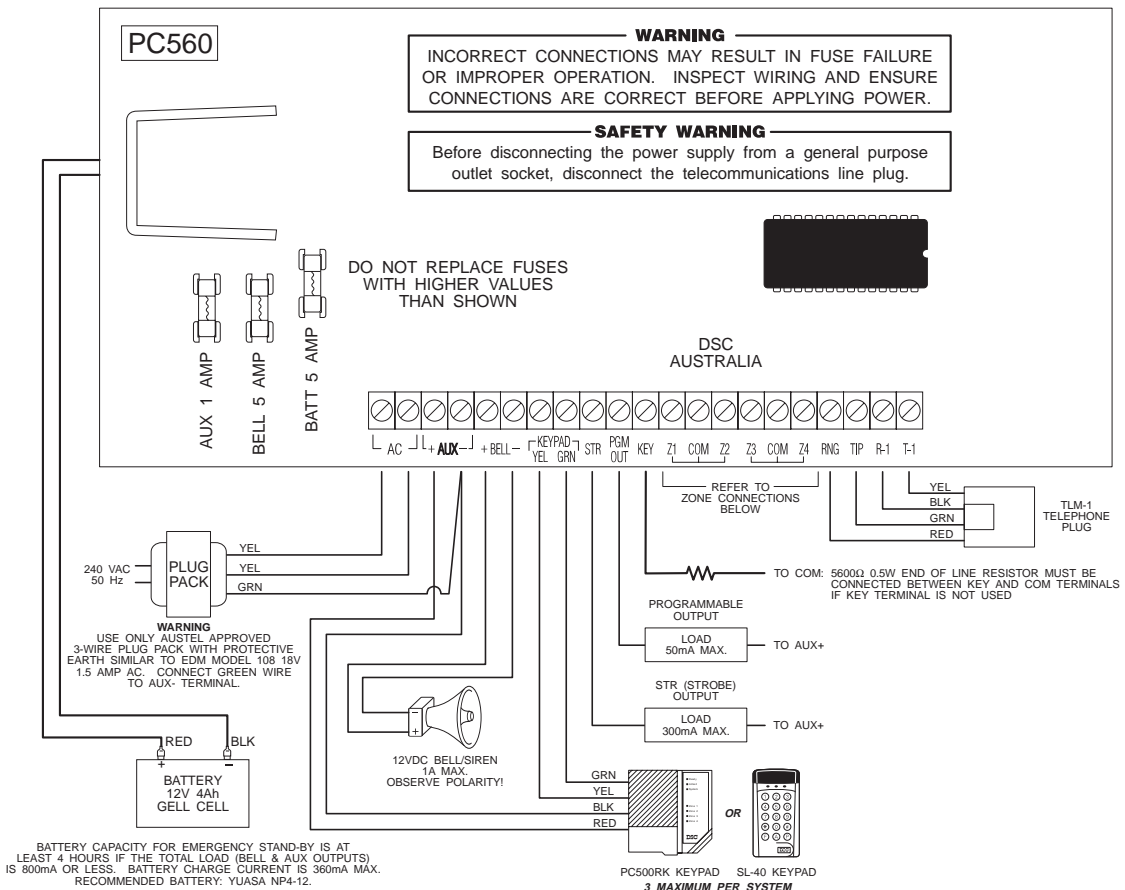 PC560
WARNING
INCORRECT CONNECTIONS MAY RESULT IN FUSE FAILURE
OR IMPROPER OPERATION. INSPECT WIRING AND ENSURE
CONNECTIONS ARE CORRECT BEFORE APPLYING POWER.
SAFETY WARNING
Before disconnecting the power supply from a general purpose
outlet socket, disconnect the telecommunications line plug.
DO NOT REPLACE FUSES
WITH HIGHER VALUES
THAN SHOWN
AUX 1 AMP
BELL 5 AMP
BATT 5 AMP
DSC
AUSTRALIA
AC + AUX - + BELL - KEYPAD YEL GRN STR PGM OUT KEY Z1 COM Z2 Z3 COM Z4 RNG TIP R-1 T-1
REFER TO
ZONE CONNECTIONS
BELOW
YEL
BLK
GRN
RED
TLM-1
TELEPHONE
PLUG
240 VAC
50 Hz
PLUG
PACK
YEL
YEL
GRN
WARNING
USE ONLY AUSTEL APPROVED
3-WIRE PLUG PACK WITH PROTECTIVE
EARTH SIMILAR TO EDM MODEL 108 18V
1.5 AMP AC. CONNECT GREEN WIRE
TO AUX- TERMINAL.
TO COM: 5600Ω 0.5W END OF LINE RESISTOR MUST BE
CONNECTED BETWEEN KEY AND COM TERMINALS
IF KEY TERMINAL IS NOT USED
PROGRAMMABLE
OUTPUT
LOAD
50mA MAX.
TO AUX+
STR (STROBE)
OUTPUT
LOAD
300mA MAX.
TO AUX+
- 
+
12VDC BELL/SIREN
1A MAX.
OBSERVE POLARITY!
RED BLK
+ -
BATTERY
12V 4Ah
GELL CELL
BATTERY CAPACITY FOR EMERGENCY STAND-BY IS AT
LEAST 4 HOURS IF THE TOTAL LOAD (BELL & AUX OUTPUTS)
IS 800mA OR LESS. BATTERY CHARGE CURRENT IS 360mA MAX.
RECOMMENDED BATTERY: YUASA NP4-12.
GRN
YEL
BLK
RED
DSC
OR
PC500RK KEYPAD SL-40 KEYPAD
3 MAXIMUM PER SYSTEM